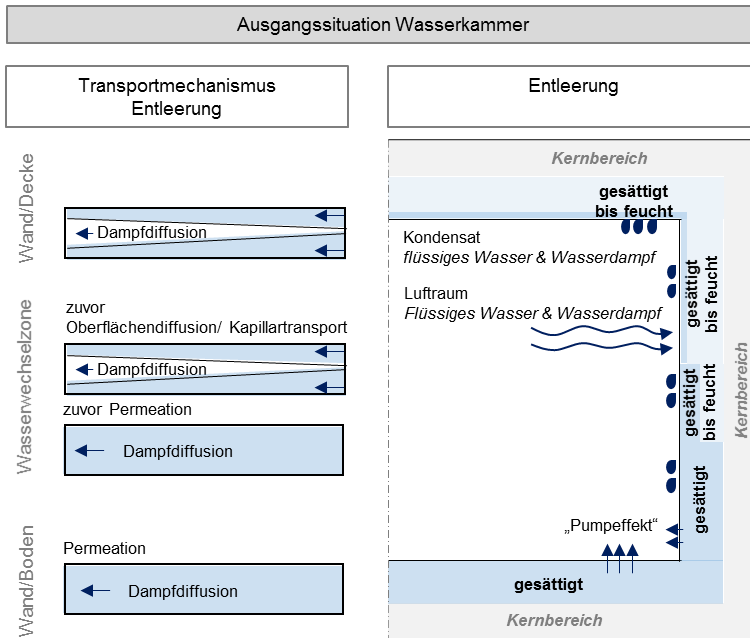 Ausgangssituation Wasserkammer
Transportmechanismus
Entleerung
Entleerung
Wand/Decke
Dampfdiffusion
Wasserwechselzone
zuvor
Oberflächendiffusion/ Kapillartransport
Dampfdiffusion
zuvor Permeation
Dampfdiffusion
Wand/Boden
Permeation
Dampfdiffusion
Kernbereich
gesättigt
bis feucht
Kondensat
flüssiges Wasser & Wasserdampf
Luftraum
Flüssiges Wasser & Wasserdampf
gesättigt
bis feucht
gesättigt
bis feucht
Kernbereich
gesättigt
„Pumpeffekt“
gesättigt
Kernbereich